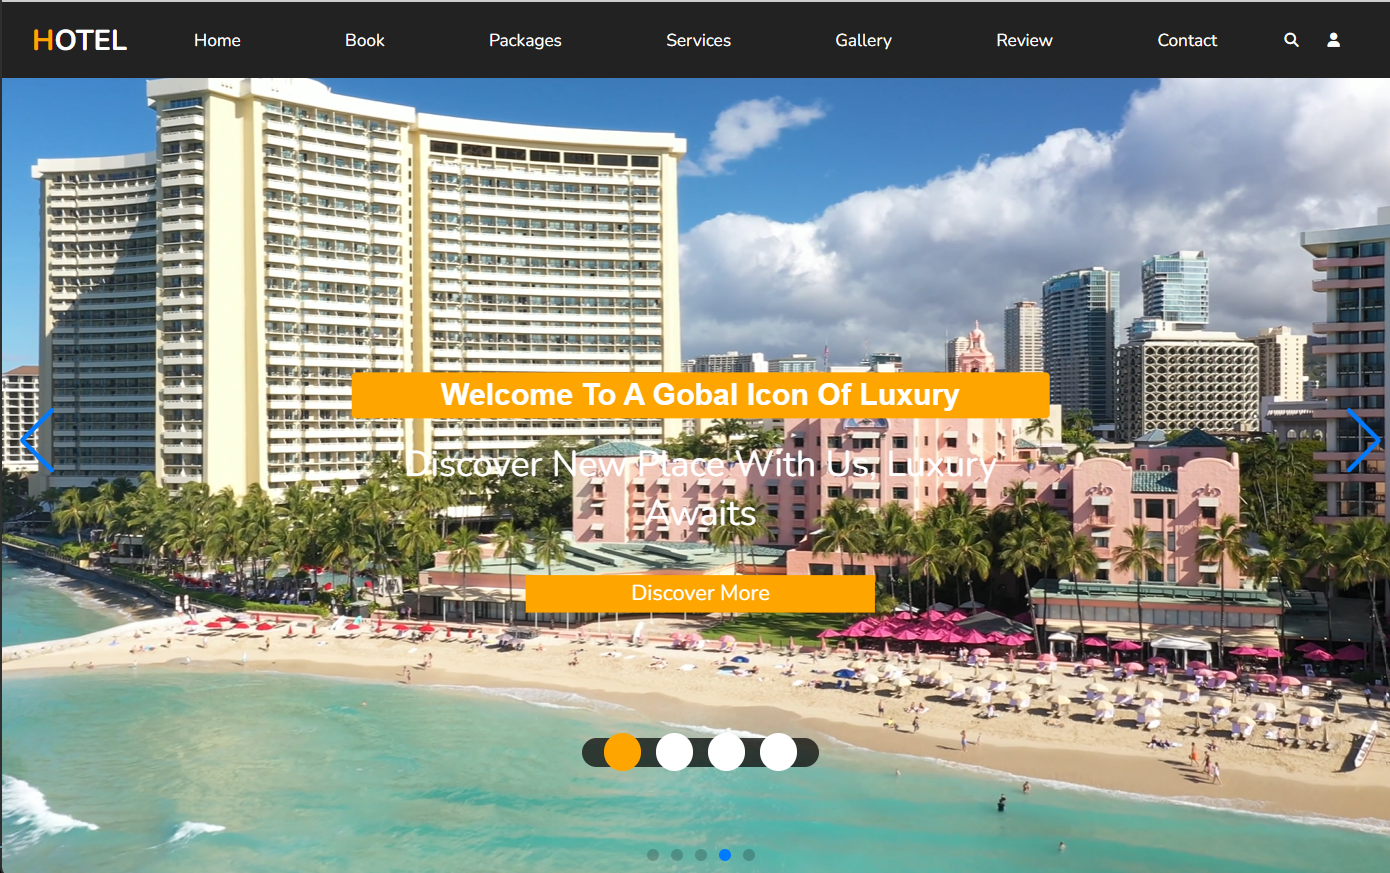 HOTEL Home Book Packages Services Gallery Review Contact
Welcome To A Gobal Icon Of Luxury
Discover New Place With Us, Luxury
Awaits
Discover More